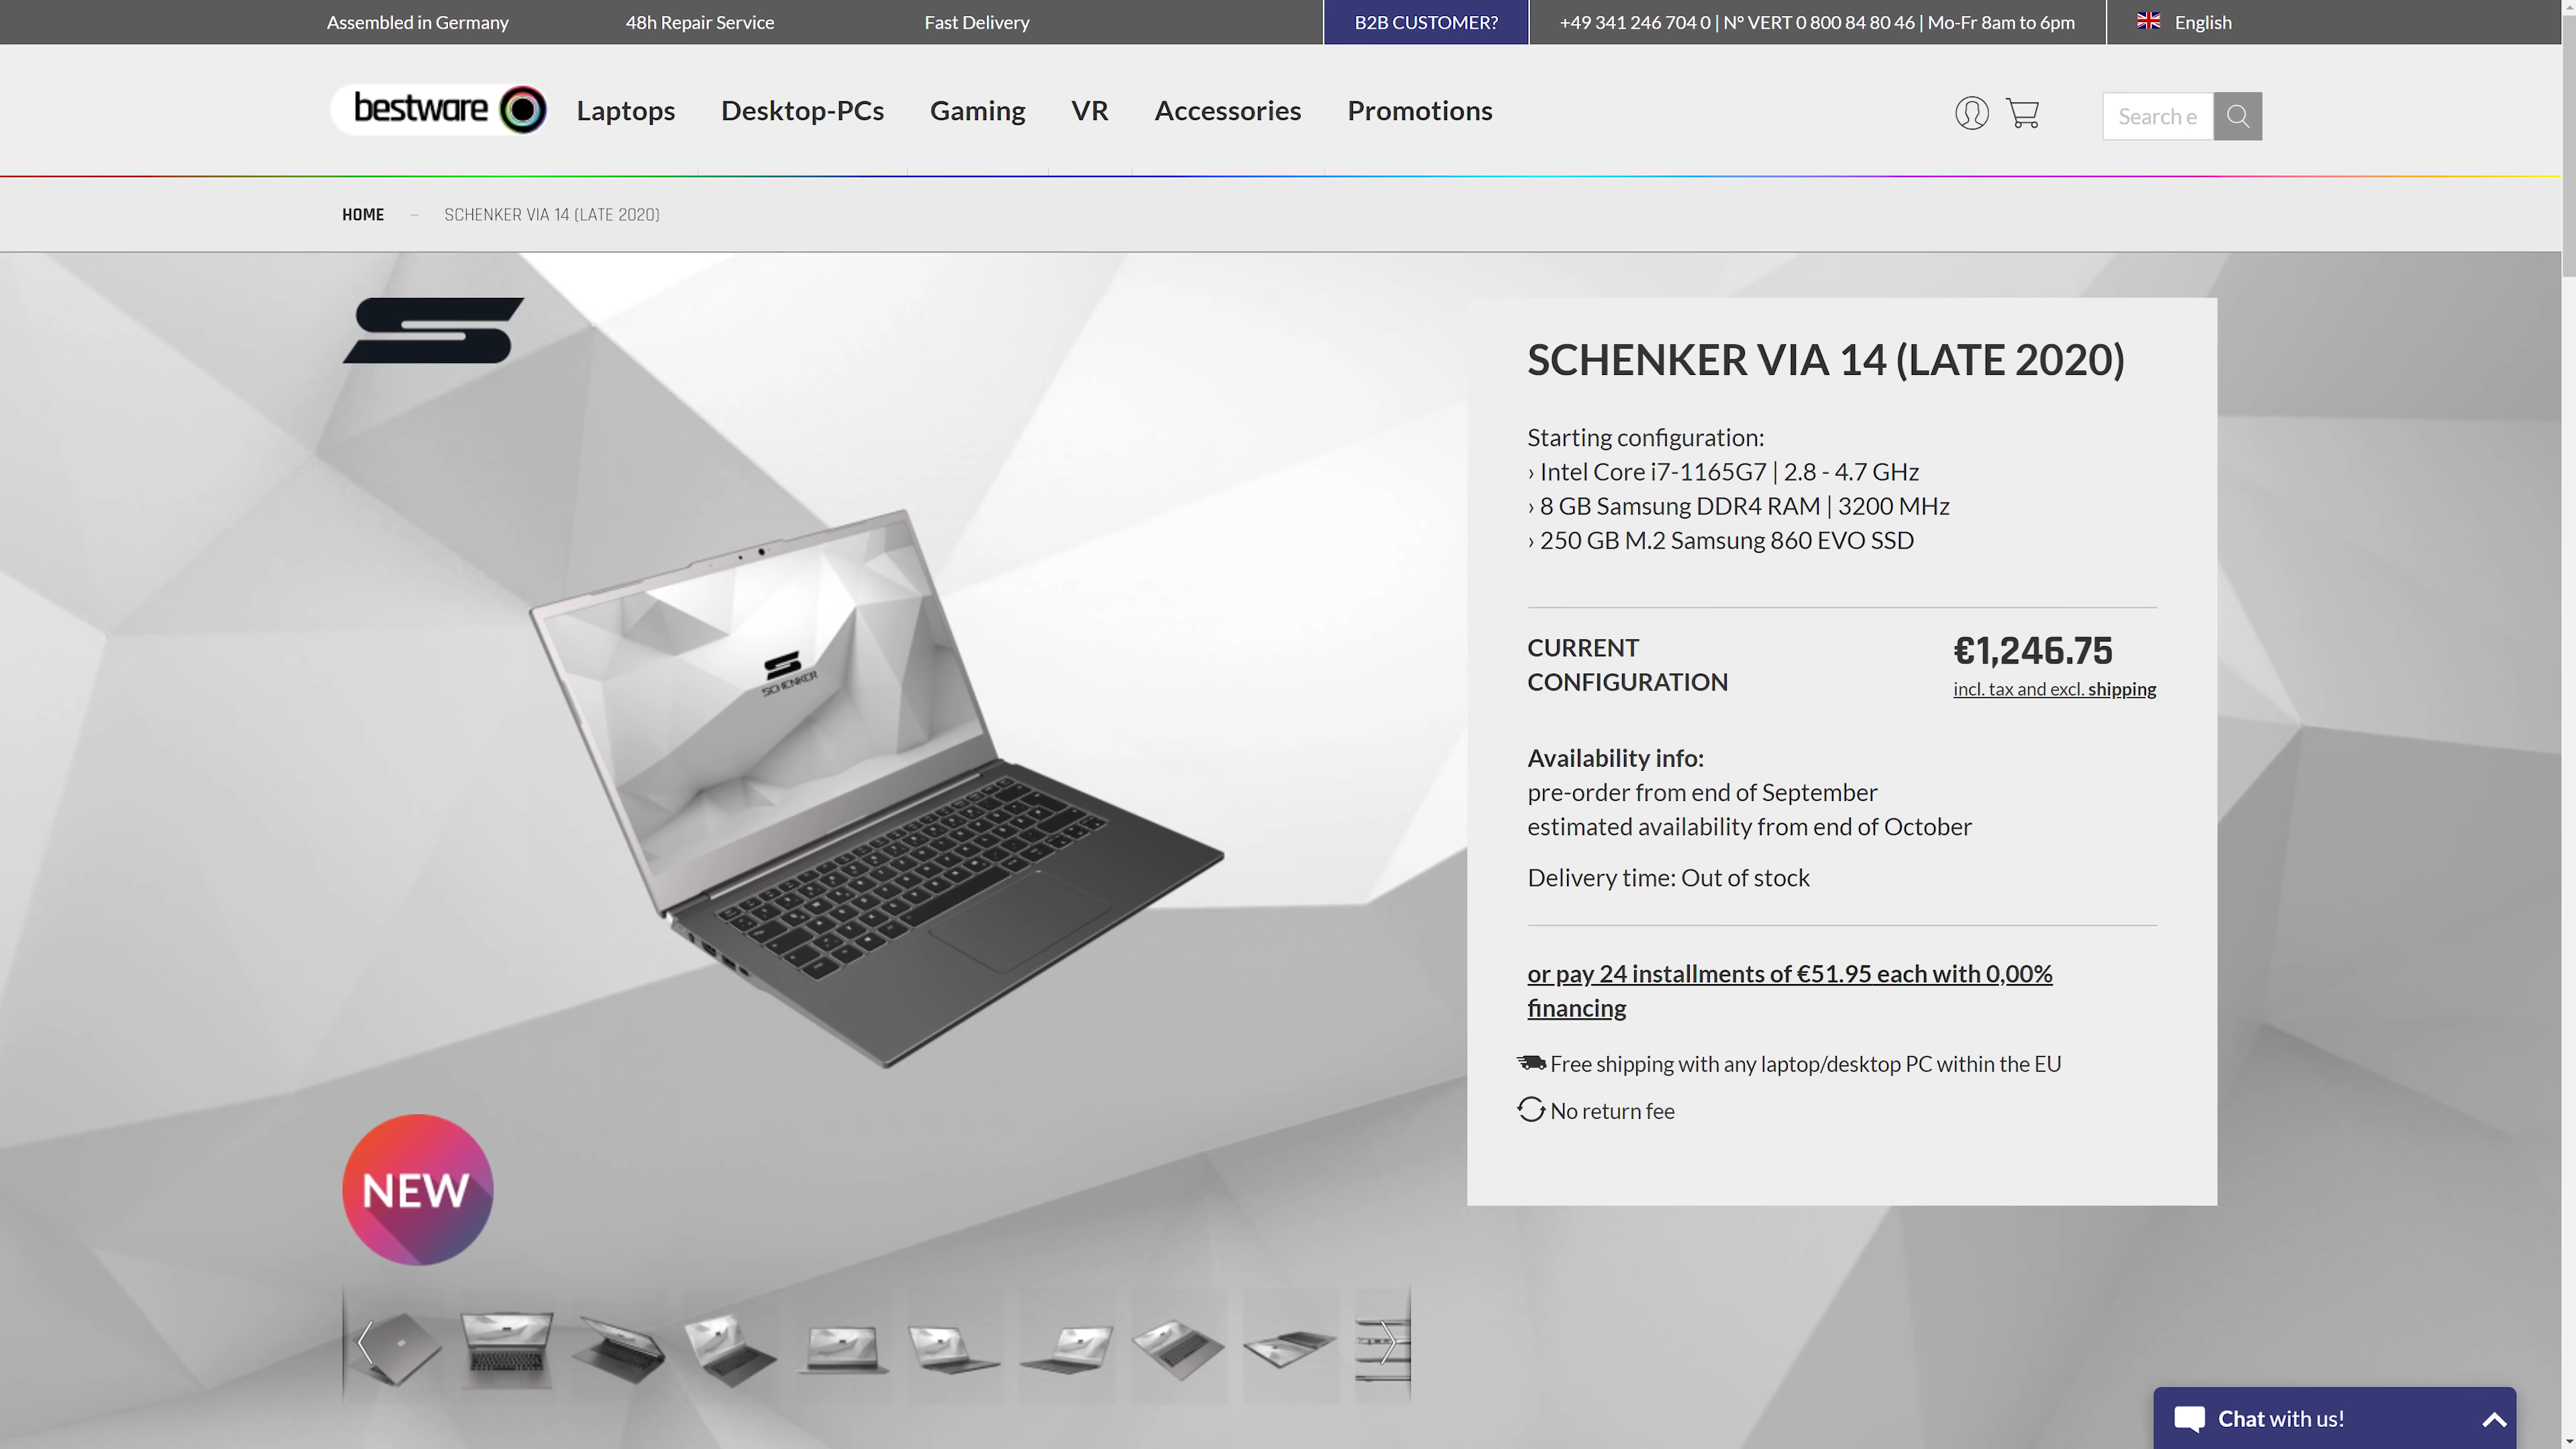 Assembled in Germany
48h Repair Service
Fast Delivery
B2B CUSTOMER?
+49 341 246 704 0 | N° VERT 0 800 84 80 46 | Mo-Fr 8am to 6pm
English
bestware
Laptops
Desktop-PCs
Gaming
VR
Accessories
Promotions
Search e
HOME – SCHENKER VIA 14 (LATE 2020)
SCHENKER
SCHENKER VIA 14 (LATE 2020)
Starting configuration:
› Intel Core i7-1165G7 | 2.8 - 4.7 GHz
› 8 GB Samsung DDR4 RAM | 3200 MHz
› 250 GB M.2 Samsung 860 EVO SSD
CURRENT
CONFIGURATION
€1,246.75
incl. tax and excl. shipping
Availability info:
pre-order from end of September
estimated availability from end of October
Delivery time: Out of stock
or pay 24 installments of €51.95 each with 0,00%
financing
Free shipping with any laptop/desktop PC within the EU
No return fee
NEW
Chat with us!